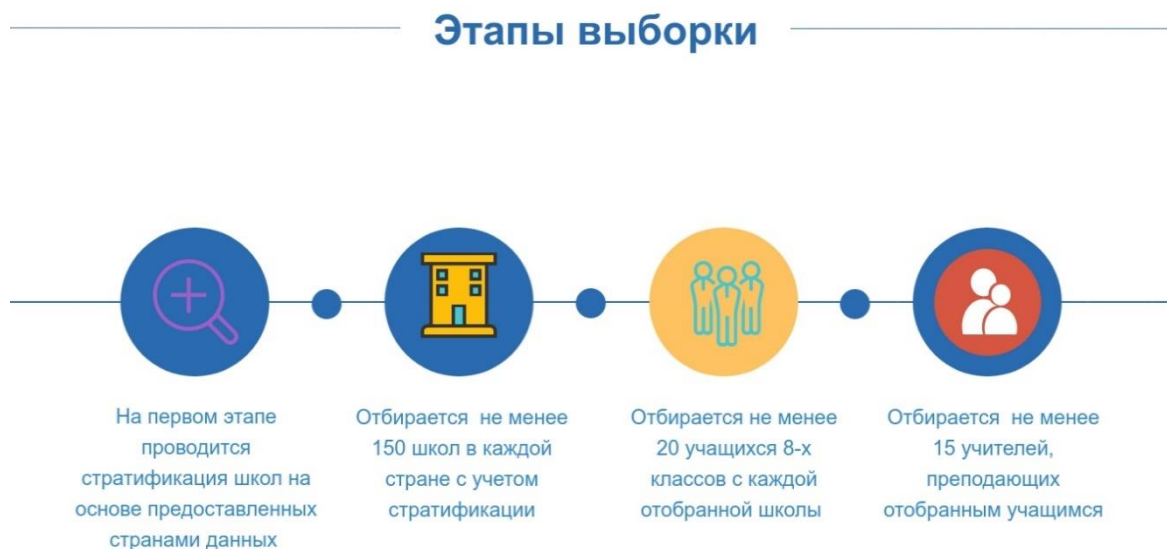 Этапы выборки
На первом этапе
проводится
стратификация школ на
основе предоставленных
странами данных
Отбирается не менее
150 школ в каждой
стране с учетом
стратификации
Отбирается не менее
20 учащихся 8-х
классов с каждой
отобранной школы
Отбирается не менее
15 учителей,
преподающих
отобранным учащимся